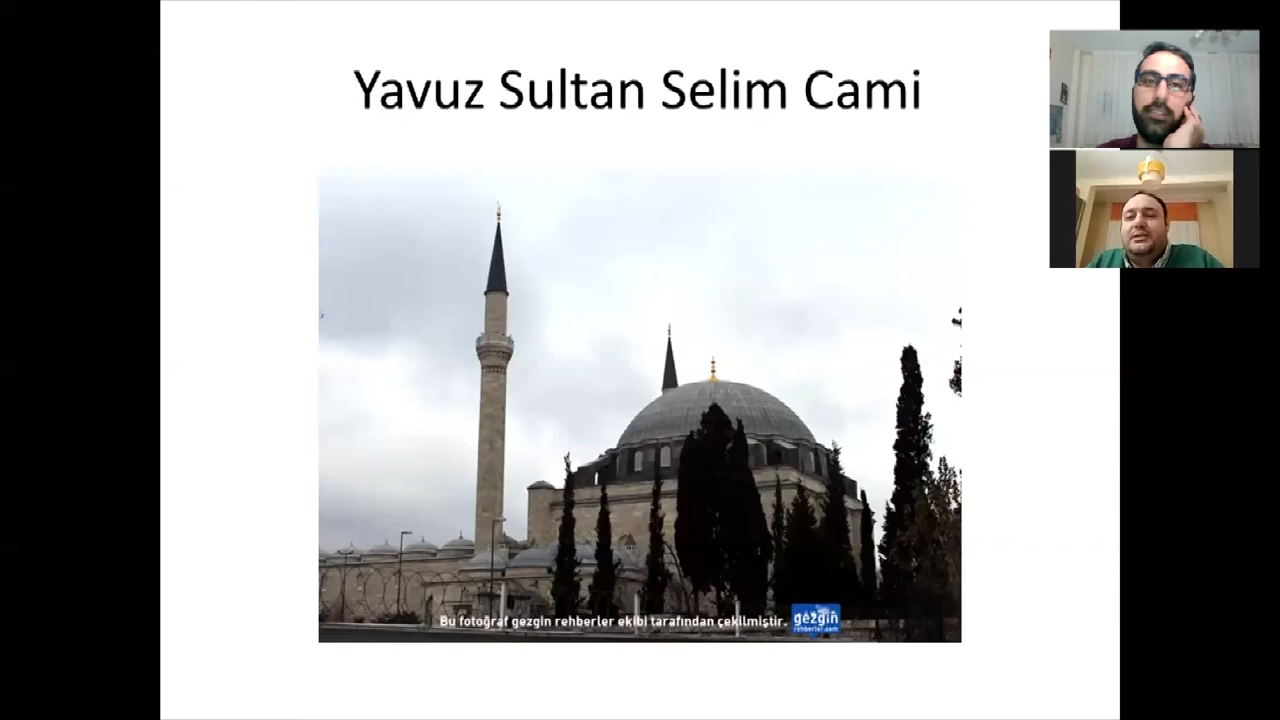 Yavuz Sultan Selim Cami
Bu fotoğraf gezgin rehberler ekibi tarafından çekilmiştir.
gezgin
rehberler.com